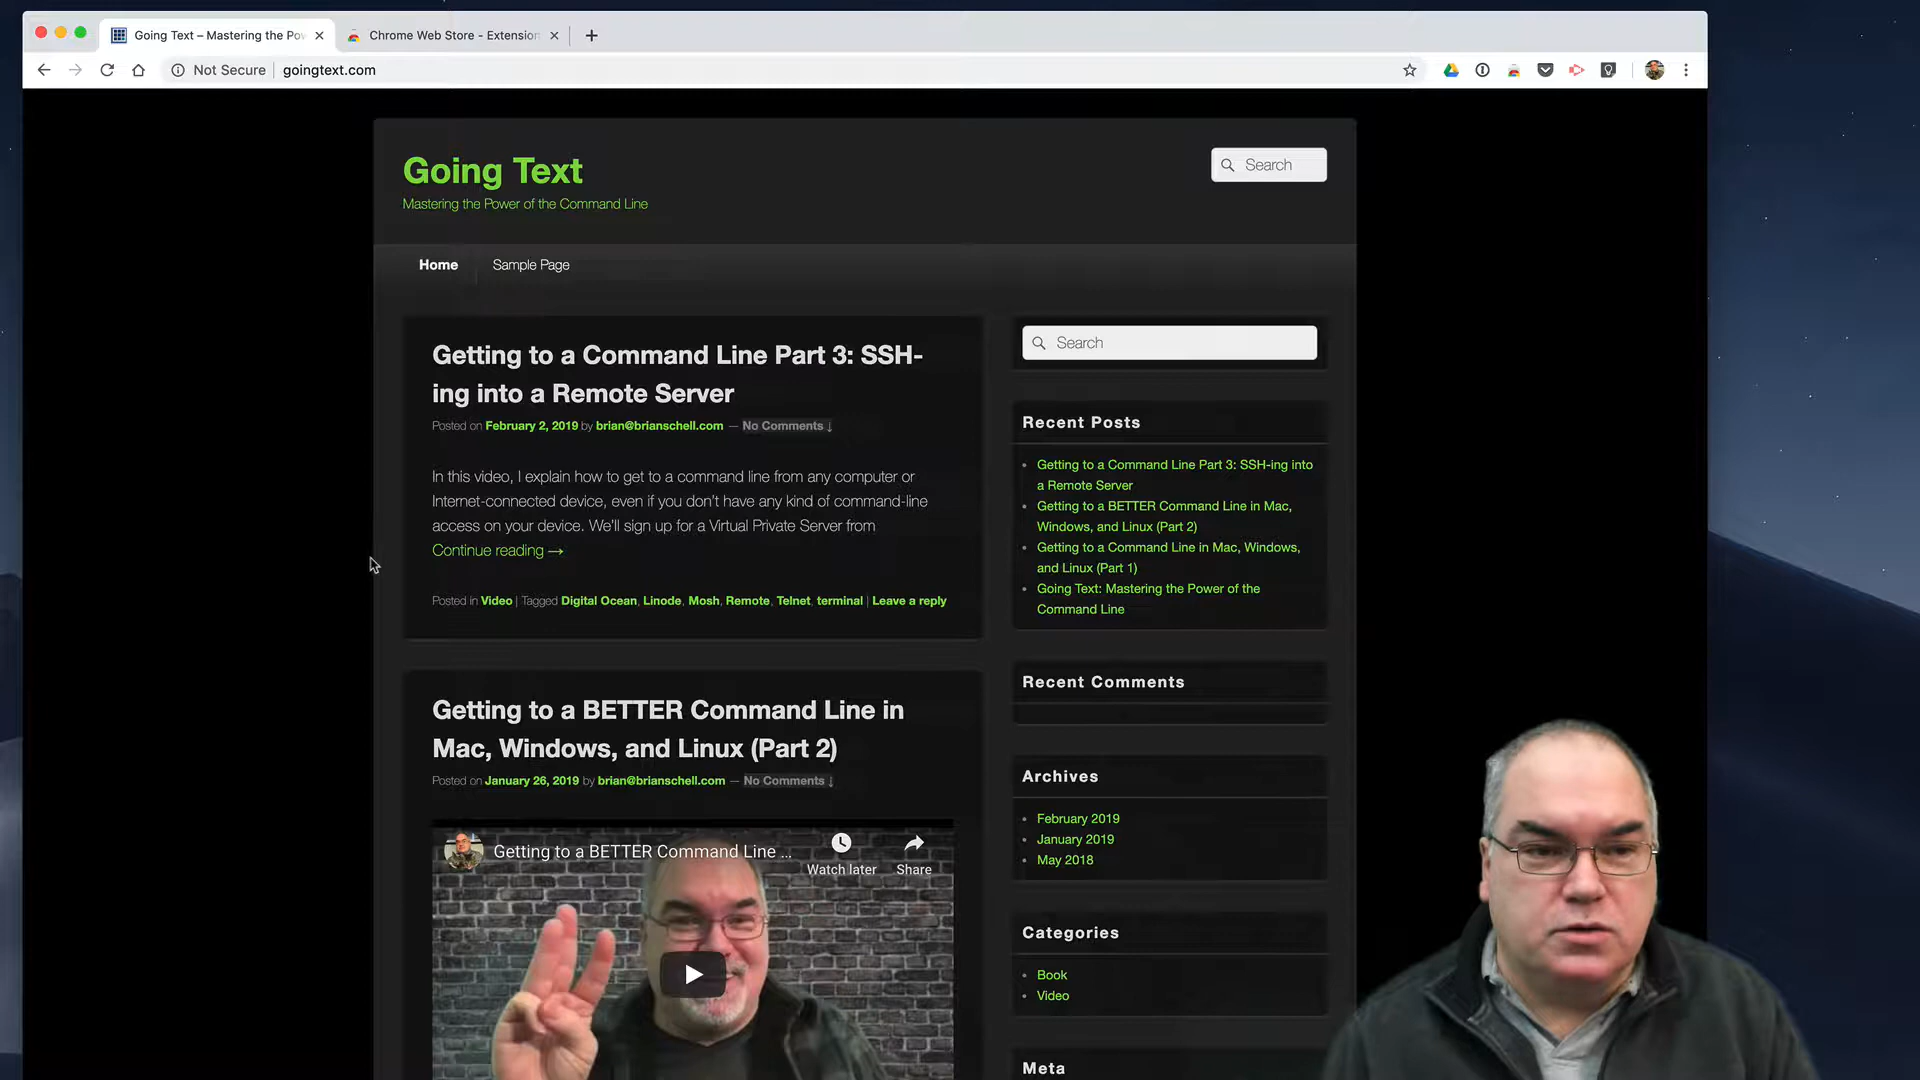 Going Text – Mastering the Po
Chrome Web Store - Extension
Not Secure
goingtext.com
Going Text
Mastering the Power of the Command Line
Search
Home
Sample Page
Getting to a Command Line Part 3: SSH-
ing into a Remote Server
Posted on February 2, 2019 by brian@brianschell.com — No Comments ↓
In this video, I explain how to get to a command line from any computer or
Internet-connected device, even if you don’t have any kind of command-line
access on your device. We’ll sign up for a Virtual Private Server from
Continue reading →
Posted in Video | Tagged Digital Ocean, Linode, Mosh, Remote, Telnet, terminal | Leave a reply
Getting to a BETTER Command Line in
Mac, Windows, and Linux (Part 2)
Posted on January 26, 2019 by brian@brianschell.com — No Comments ↓
Getting to a BETTER Command Line ...
Watch later
Share
Search
Recent Posts
Getting to a Command Line Part 3: SSH-ing into
a Remote Server
Getting to a BETTER Command Line in Mac,
Windows, and Linux (Part 2)
Getting to a Command Line in Mac, Windows,
and Linux (Part 1)
Going Text: Mastering the Power of the
Command Line
Recent Comments
Archives
February 2019
January 2019
May 2018
Categories
Book
Video
Meta